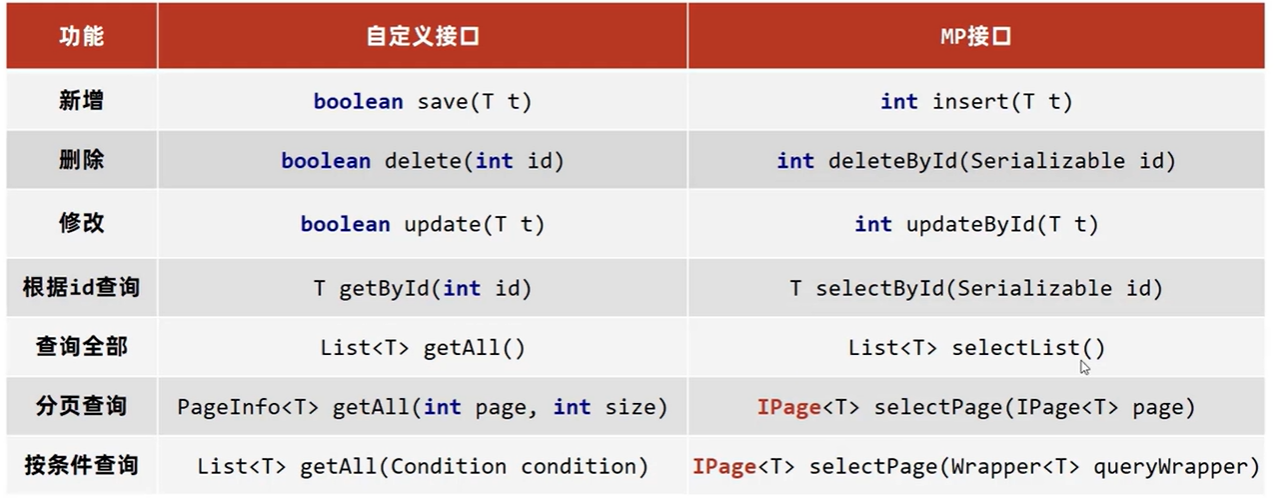 功能 自定义接口 MP接口
新增 boolean save(T t) int insert(T t)
删除 boolean delete(int id) int deleteById(Serializable id)
修改 boolean update(T t) int updateById(T t)
根据id查询 T getById(int id) T selectById(Serializable id)
查询全部 List<T> getAll() List<T> selectList()
分页查询 PageInfo<T> getAll(int page, int size) IPage<T> selectPage(IPage<T> page)
按条件查询 List<T> getAll(Condition condition) IPage<T> selectPage(Wrapper<T> queryWrapper)